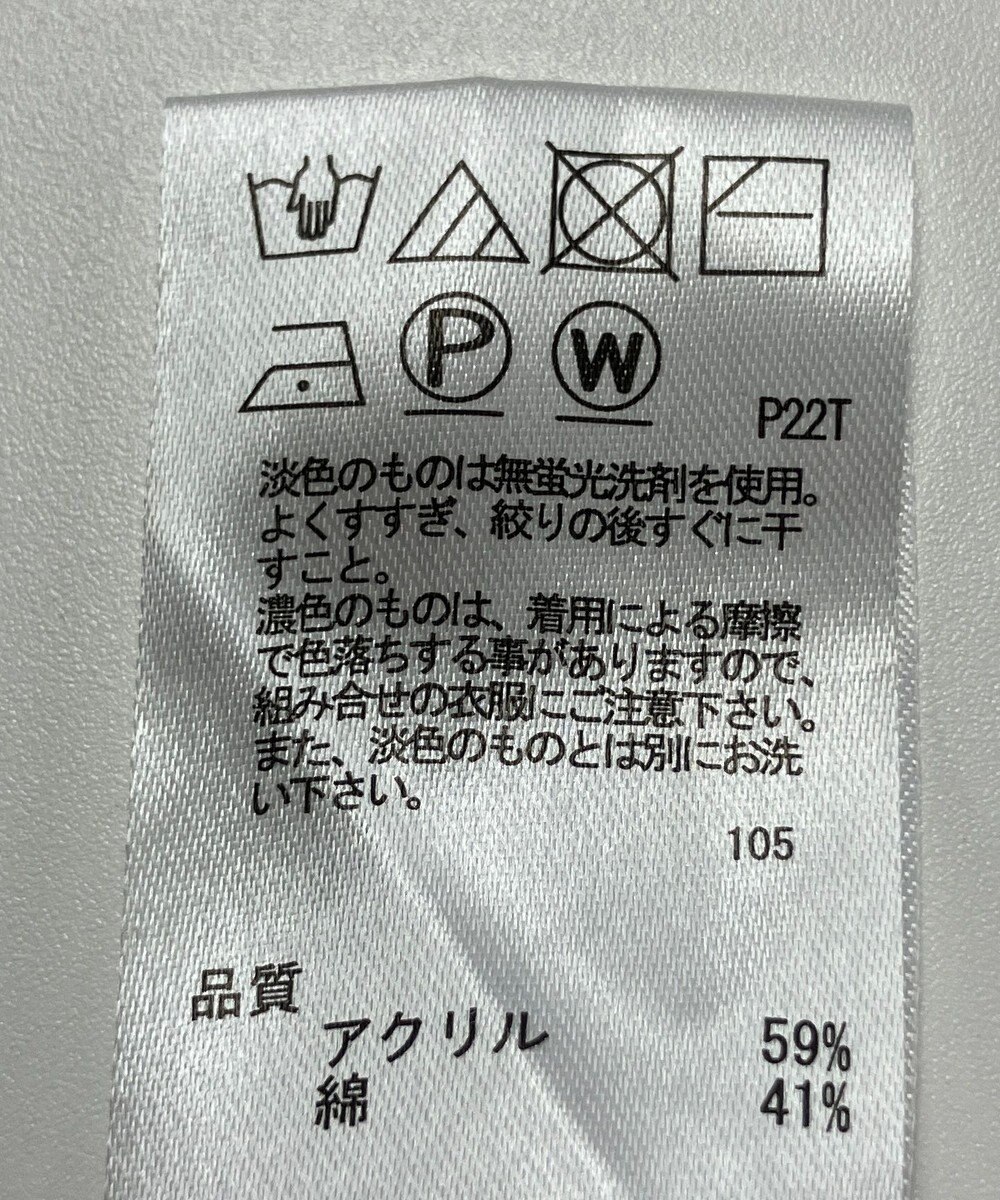 P
W
P22T
淡色のものは無蛍光洗剤を使用。
よくすすぎ、絞りの後すぐに干
すこと。
濃色のものは、着用による摩擦
で色落ちする事がありますので、
組み合せの衣服にご注意下さい。
また、淡色のものとは別にお洗
い下さい。
105
品質
アクリル 59%
綿 41%